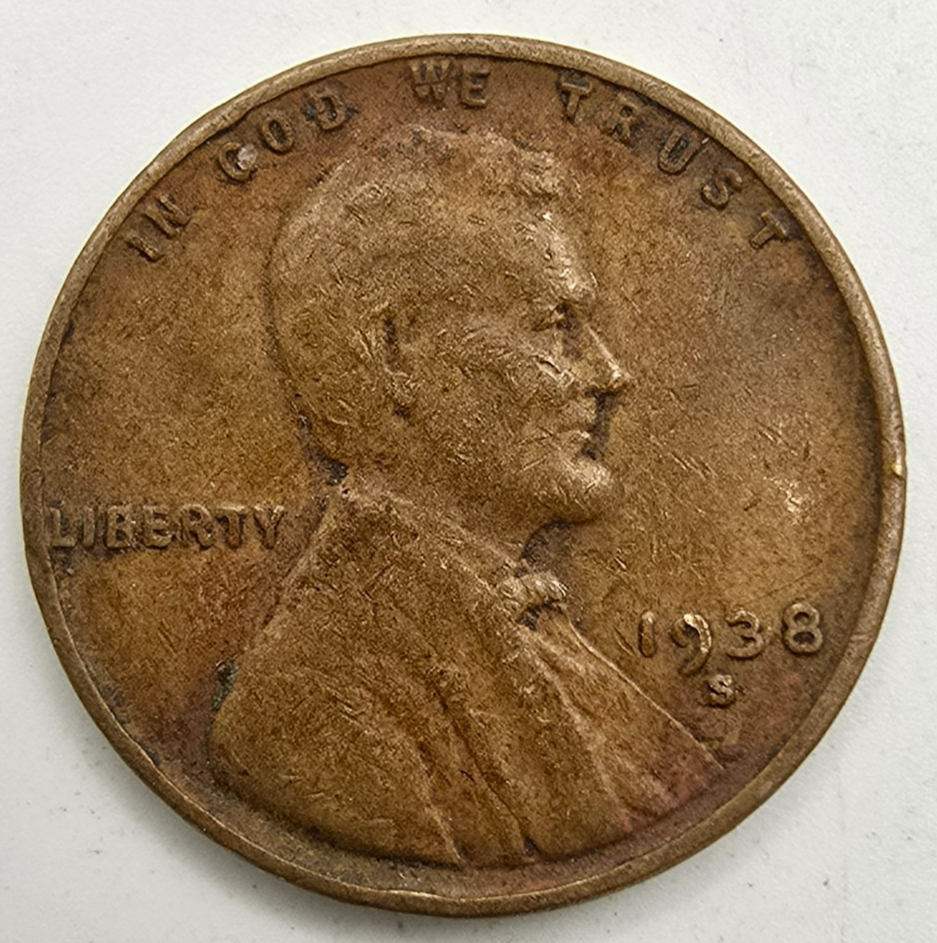 IN GOD WE TRUST
LIBERTY
1938
S